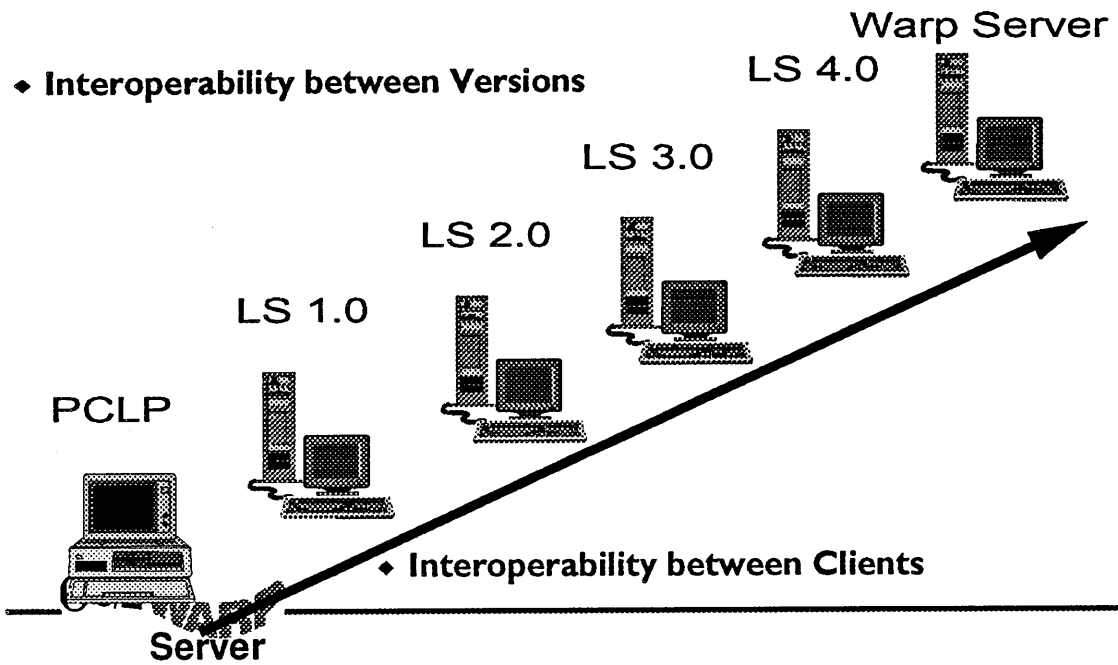 Warp Server
LS 4.0
◆ Interoperability between Versions
LS 3.0
LS 2.0
LS 1.0
PCLP
◆ Interoperability between Clients
Server